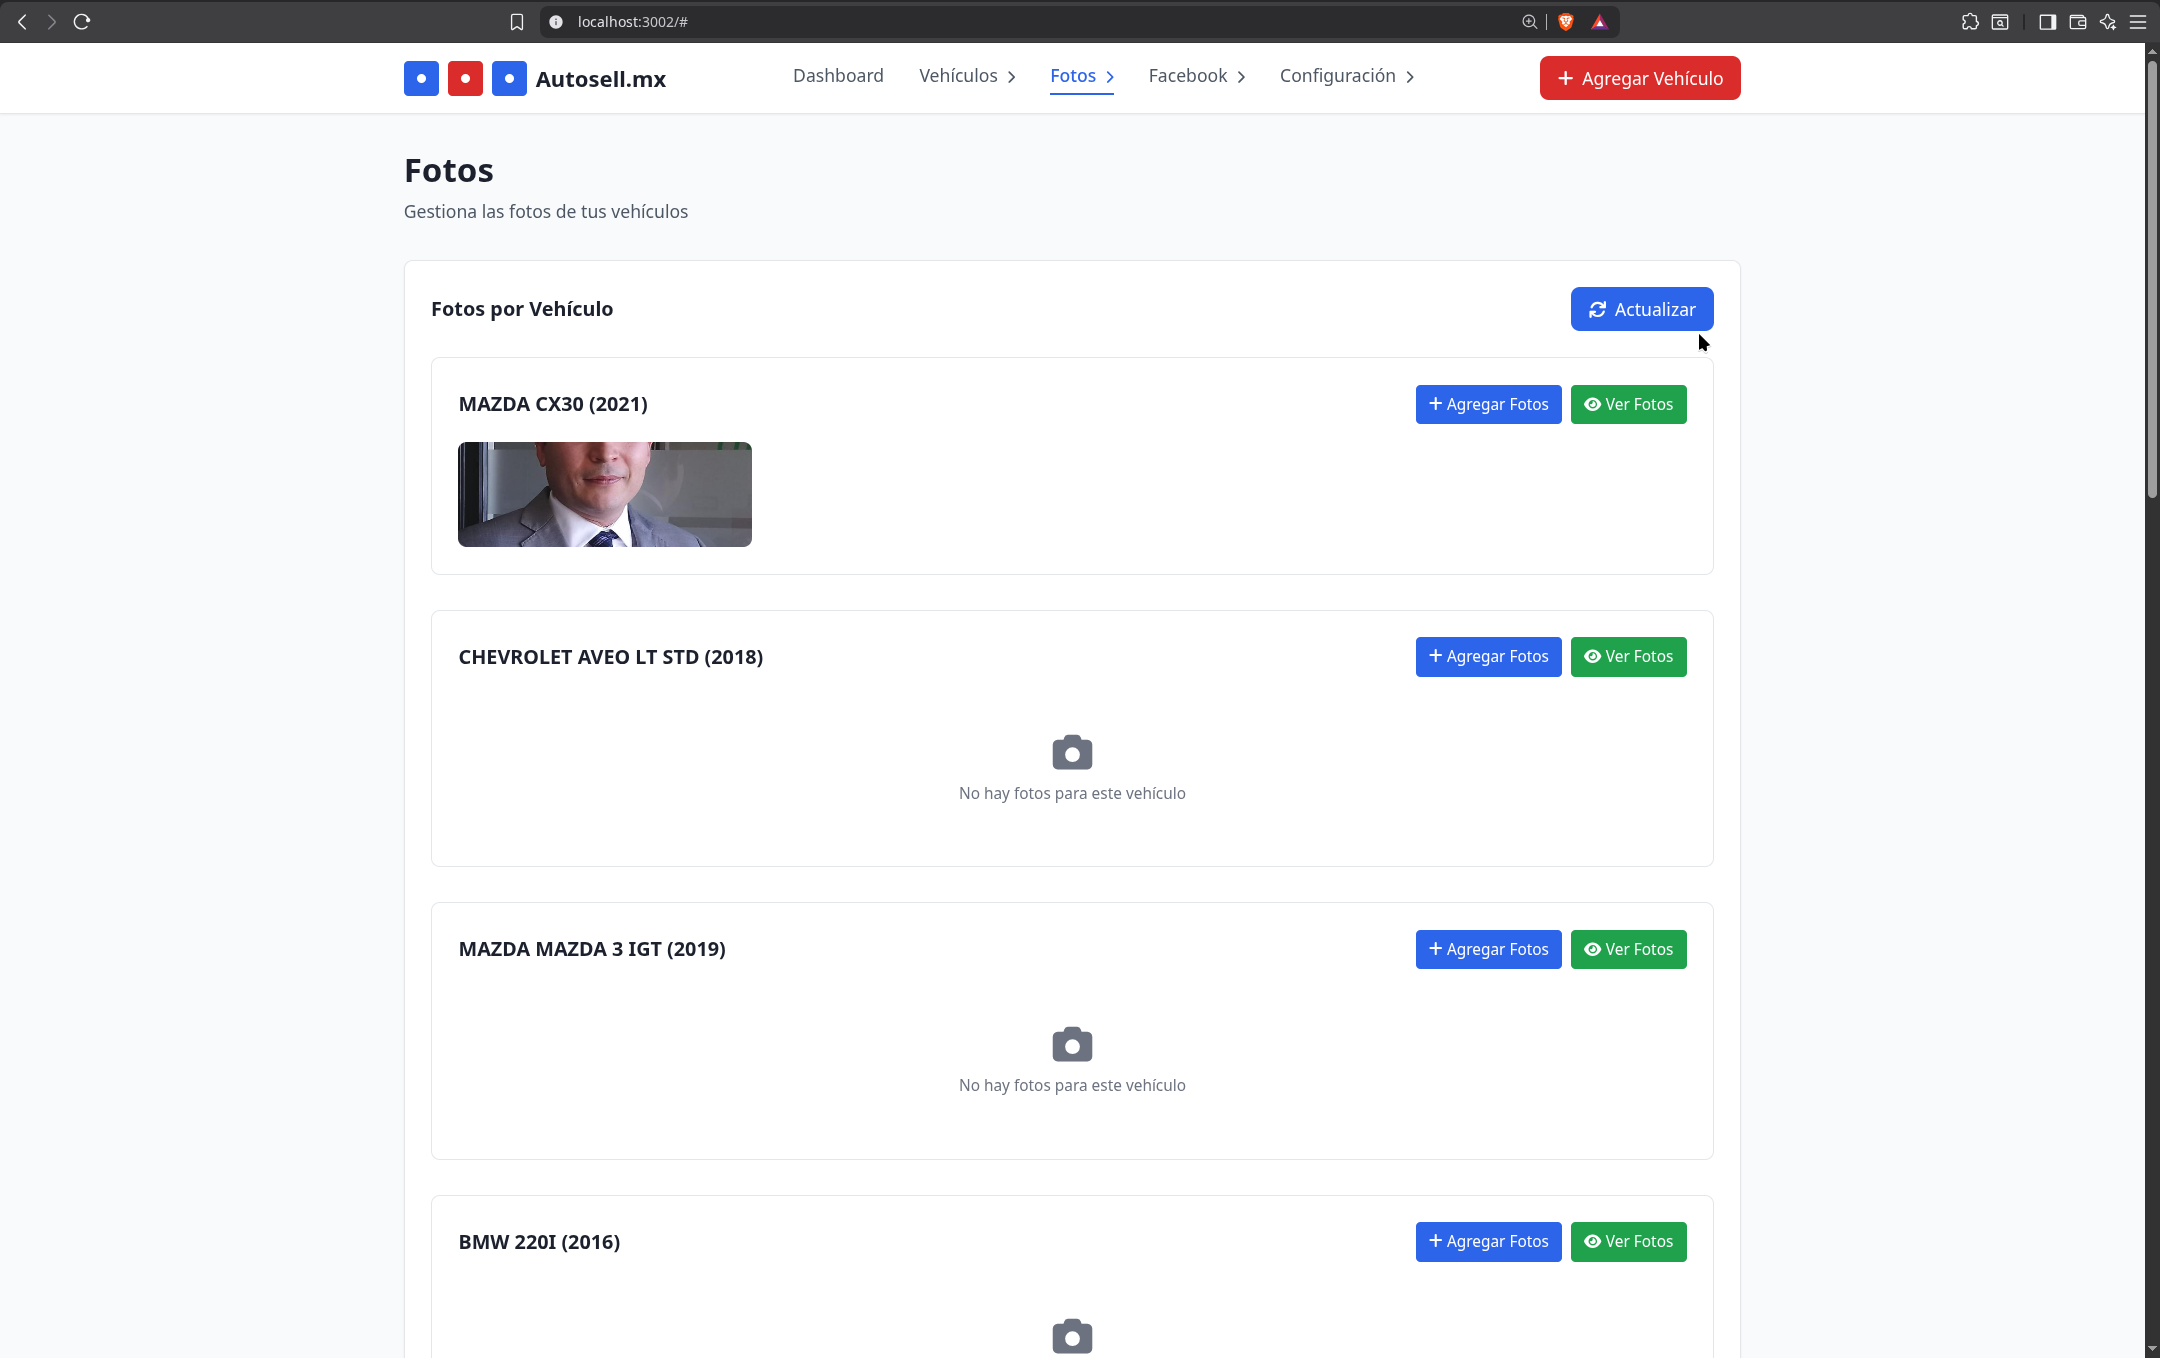 localhost:3002/#
Autosell.mx
Dashboard
Vehículos
Fotos
Facebook
Configuración
Agregar Vehículo
Fotos
Gestiona las fotos de tus vehículos
Fotos por Vehículo
Actualizar
MAZDA CX30 (2021)
Agregar Fotos
Ver Fotos
CHEVROLET AVEO LT STD (2018)
Agregar Fotos
Ver Fotos
No hay fotos para este vehículo
MAZDA MAZDA 3 IGT (2019)
Agregar Fotos
Ver Fotos
No hay fotos para este vehículo
BMW 220I (2016)
Agregar Fotos
Ver Fotos